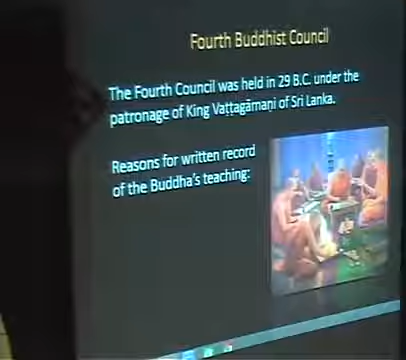 Fourth Buddhist Council
The Fourth Council was held in 29 B.C. under the
patronage of King Vaṭṭagāmaṇi of Sri Lanka.
Reasons for written record
of the Buddha's teaching: